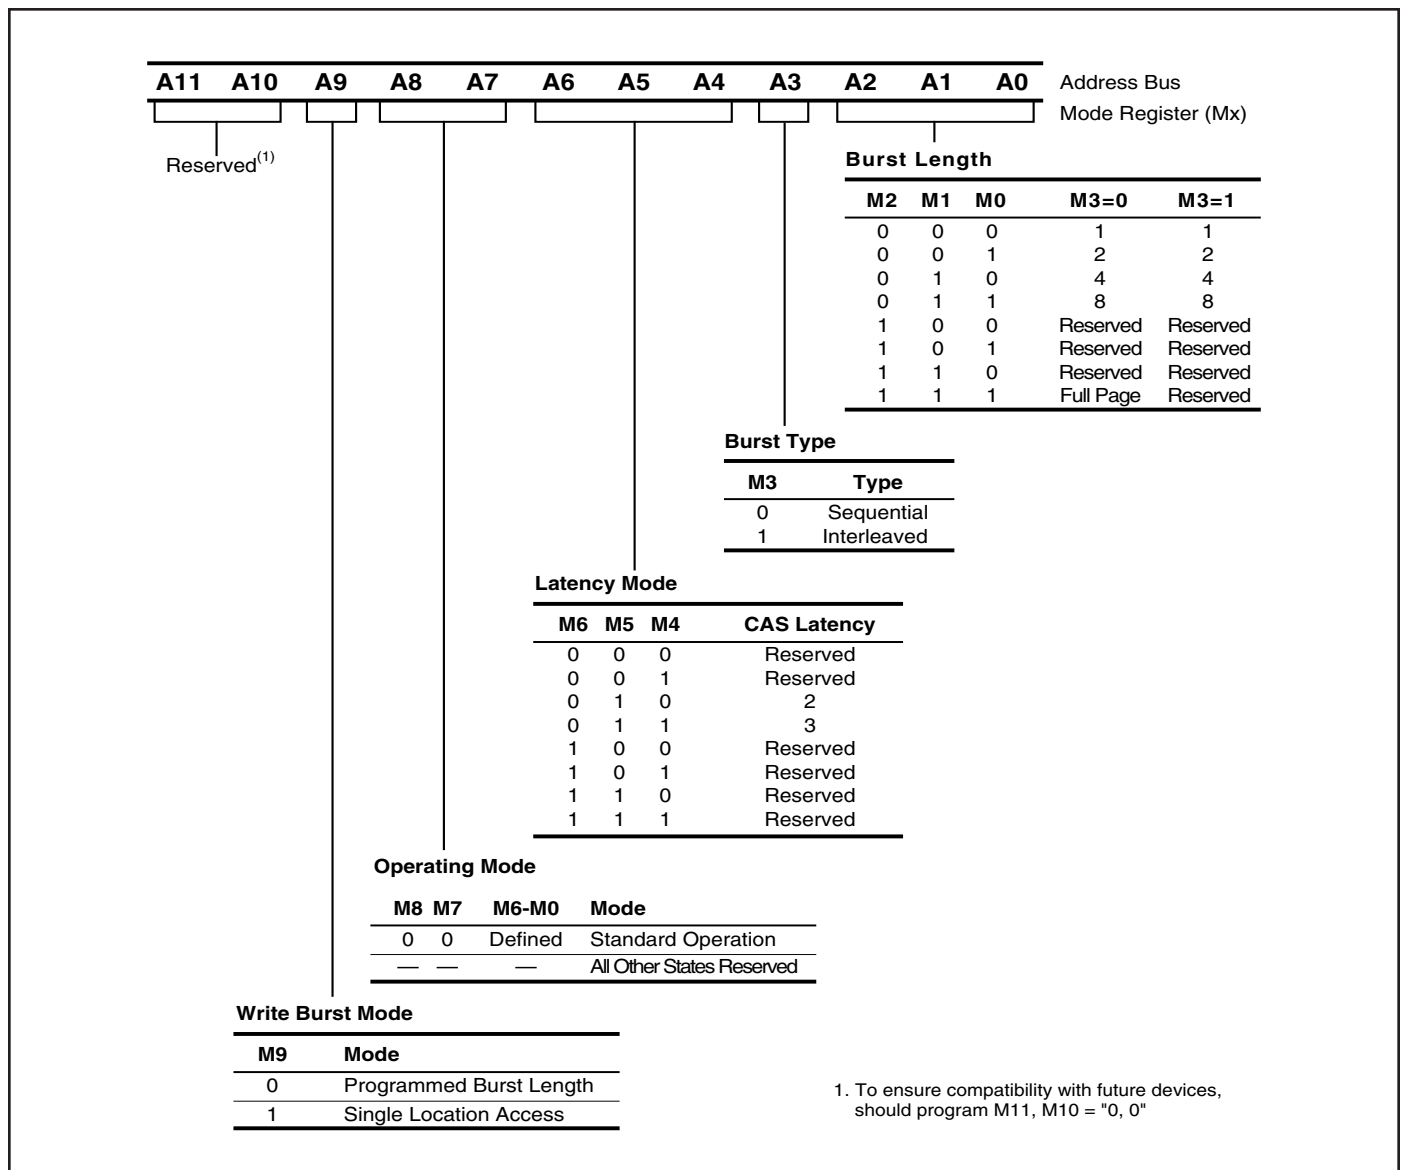 A11 A10 A9 A8 A7 A6 A5 A4 A3 A2 A1 A0 Address Bus
Mode Register (Mx)
Reserved(1)
Burst Length
M2 M1 M0 M3=0 M3=1
0 0 0 1 1
0 0 1 2 2
0 1 0 4 4
0 1 1 8 8
1 0 0 Reserved Reserved
1 0 1 Reserved Reserved
1 1 0 Reserved Reserved
1 1 1 Full Page Reserved
Burst Type
M3 Type
0 Sequential
1 Interleaved
Latency Mode
M6 M5 M4 CAS Latency
0 0 0 Reserved
0 0 1 Reserved
0 1 0 2
0 1 1 3
1 0 0 Reserved
1 0 1 Reserved
1 1 0 Reserved
1 1 1 Reserved
Operating Mode
M8 M7 M6-M0 Mode
0 0 Defined Standard Operation
— — — All Other States Reserved
Write Burst Mode
M9 Mode
0 Programmed Burst Length
1 Single Location Access
1. To ensure compatibility with future devices,
should program M11, M10 = "0, 0"